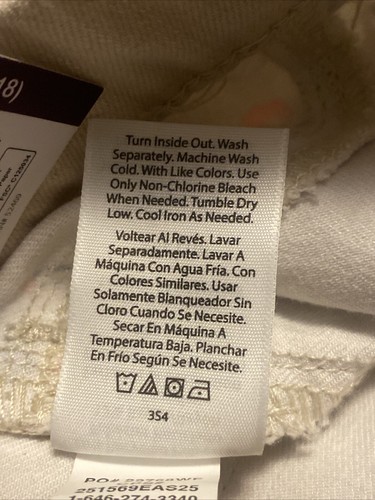 18)
Turn Inside Out. Wash
Separately. Machine Wash
Cold. With Like Colors. Use
Only Non-Chlorine Bleach
When Needed. Tumble Dry
Low. Cool Iron As Needed.
Voltear Al Revés. Lavar
Separadamente. Lavar A
Máquina Con Agua Fría. Con
Colores Similares. Usar
Solamente Blanqueador Sin
Cloro Cuando Se Necesite.
Secar En Máquina A
Temperatura Baja. Planchar
En Frío Según Se Necesite.
354
251569EAS25
1-646-274-3340